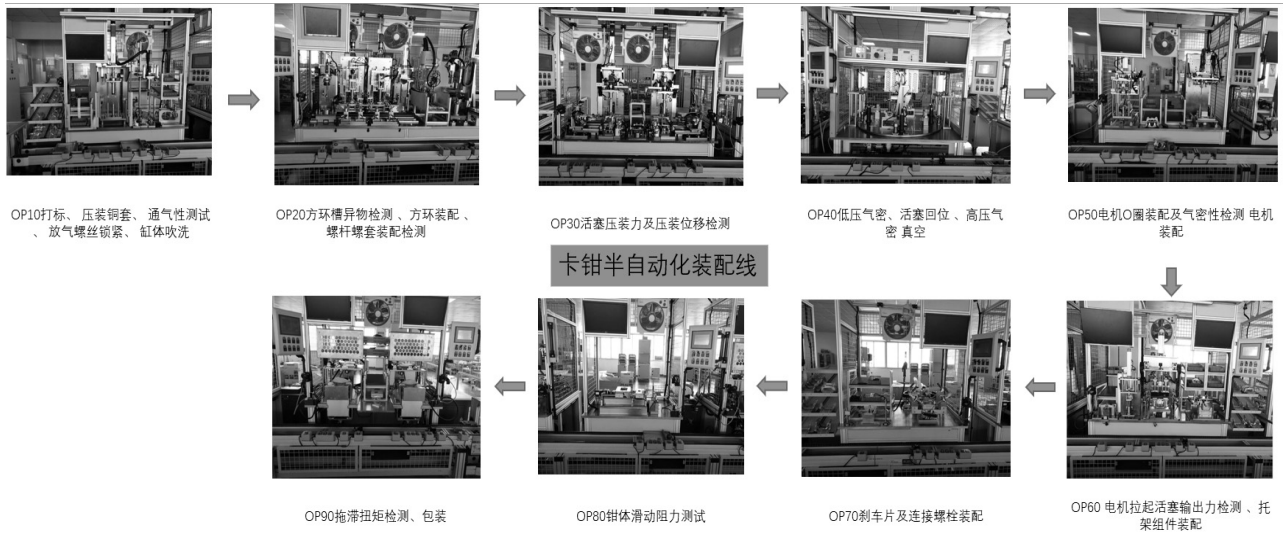 OP10打标、 压装铜套、 通气性测试
、 放气螺丝锁紧、 缸体吹洗
OP20方环槽异物检测 、方环装配 、
螺杆螺套装配检测
OP30活塞压装力及压装位移检测
OP40低压气密、活塞回位 、高压气
密 真空
OP50电机O圈装配及气密性检测 电机
装配
卡钳半自动化装配线
OP90拖滞扭矩检测、包装
OP80钳体滑动阻力测试
OP70刹车片及连接螺栓装配
OP60 电机拉起活塞输出力检测 、托
架组件装配